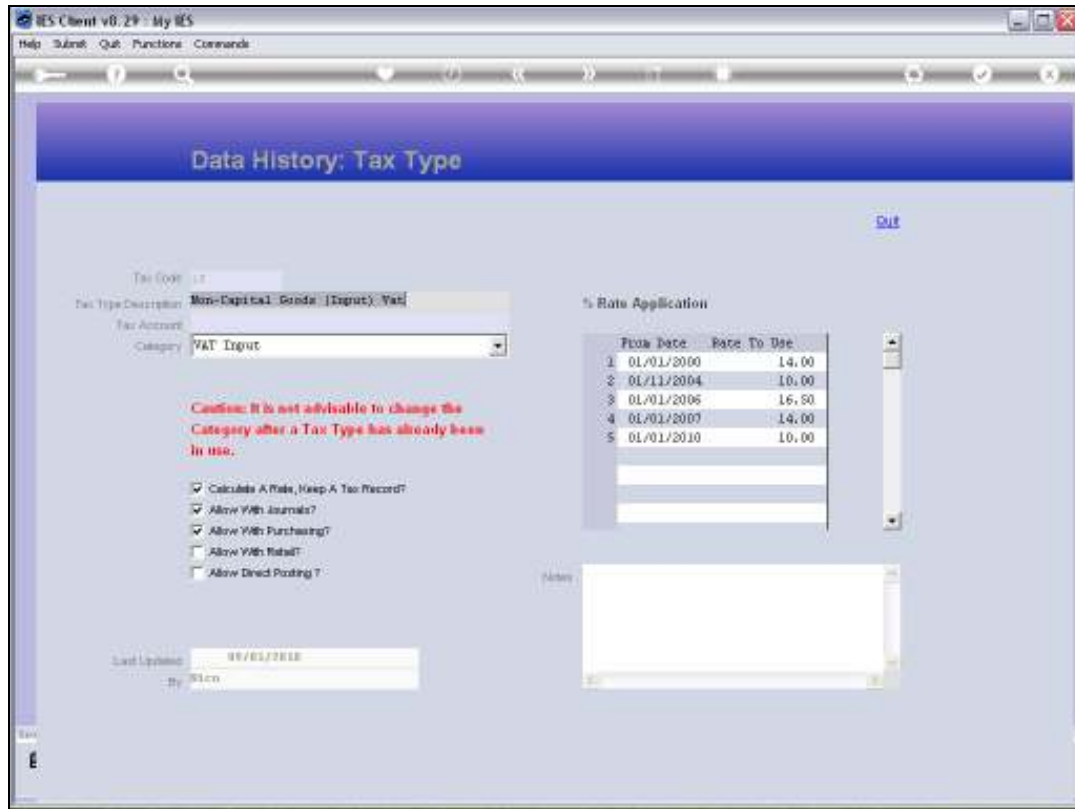 IES Client v8.29 : My IES
Help Submit Quit Functions Commands
Data History: Tax Type
Quit
Tax Code
Tax Type Description Non-Capital Goods (Input) Vat
Tax Account
Category VAT Input
Caution: It is not advisable to change the
Category after a Tax Type has already been
in use.
Calculate A Rate, Keep A Tax Record?
Allow With Journals?
Allow With Purchasing?
Allow With Retail?
Allow Direct Posting ?
Last Updated
By Nico
% Rate Application
From Date Rate To Use
1 01/01/2000 14.00
2 01/11/2004 10.00
3 01/01/2006 16.50
4 01/01/2007 14.00
5 01/01/2010 10.00
Notes